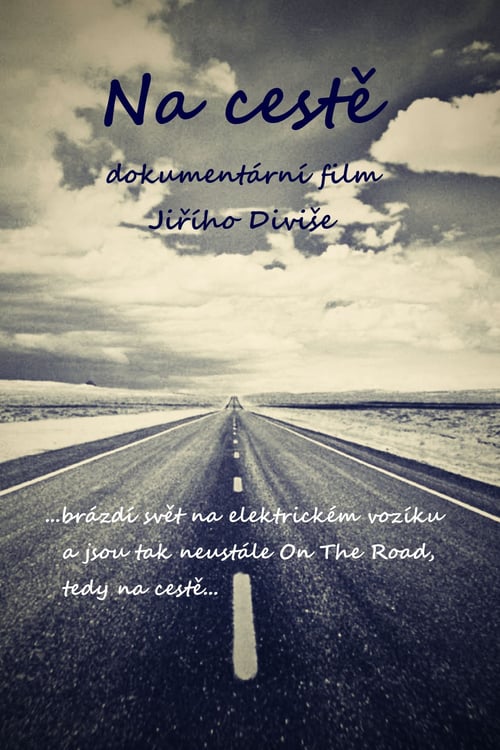 Na cestě
dokumentární film
Jiřího Diviše
...brázdí svět na elektrickém vozíku
a jsou tak neustále On The Road,
tedy na cestě...